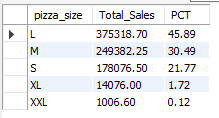 pizza_size Total_Sales PCT
L 375318.70 45.89
M 249382.25 30.49
S 178076.50 21.77
XL 14076.00 1.72
XXL 1006.60 0.12